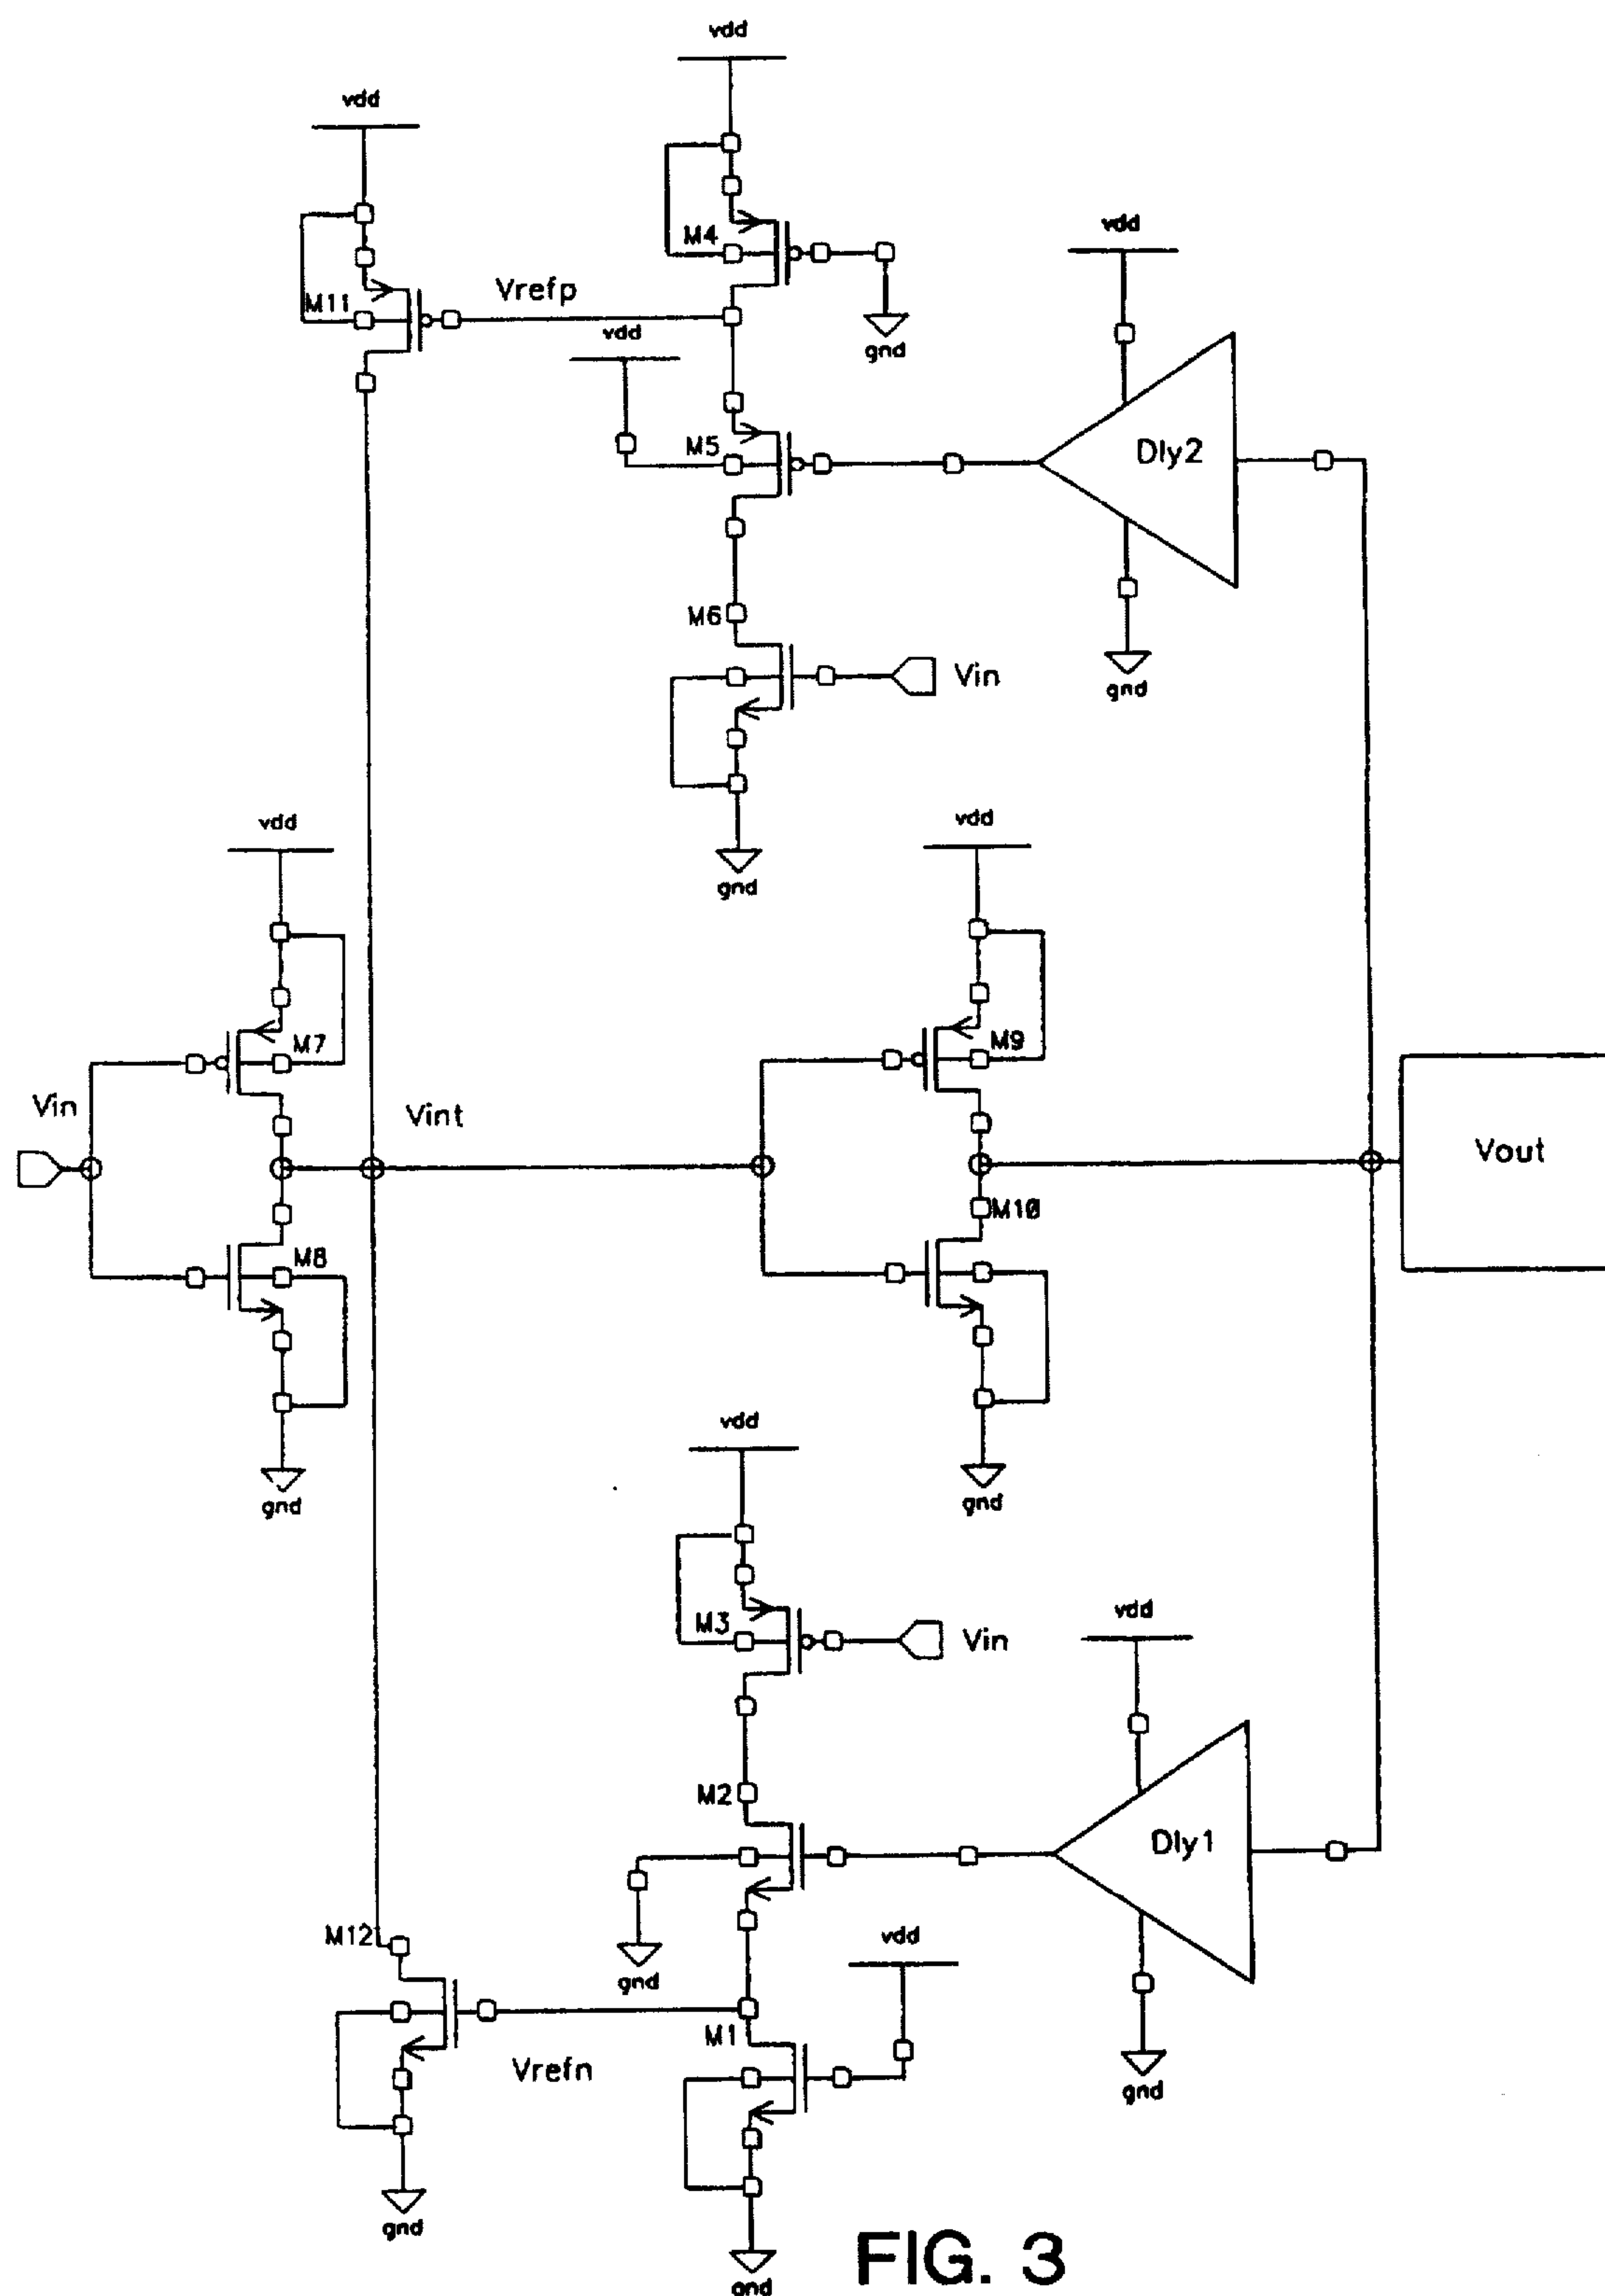 vdd
vdd
M4
M11
Vrefp
vdd
gnd
vdd
M5
Dly2
M6
Vin
gnd
gnd
vdd
vdd
M7
M9
Vin
Vint
Vout
M10
M8
gnd
gnd
vdd
M3
Vin
vdd
M2
Dly1
M12
gnd
vdd
M1
Vrefn
gnd
gnd
gnd
FIG. 3